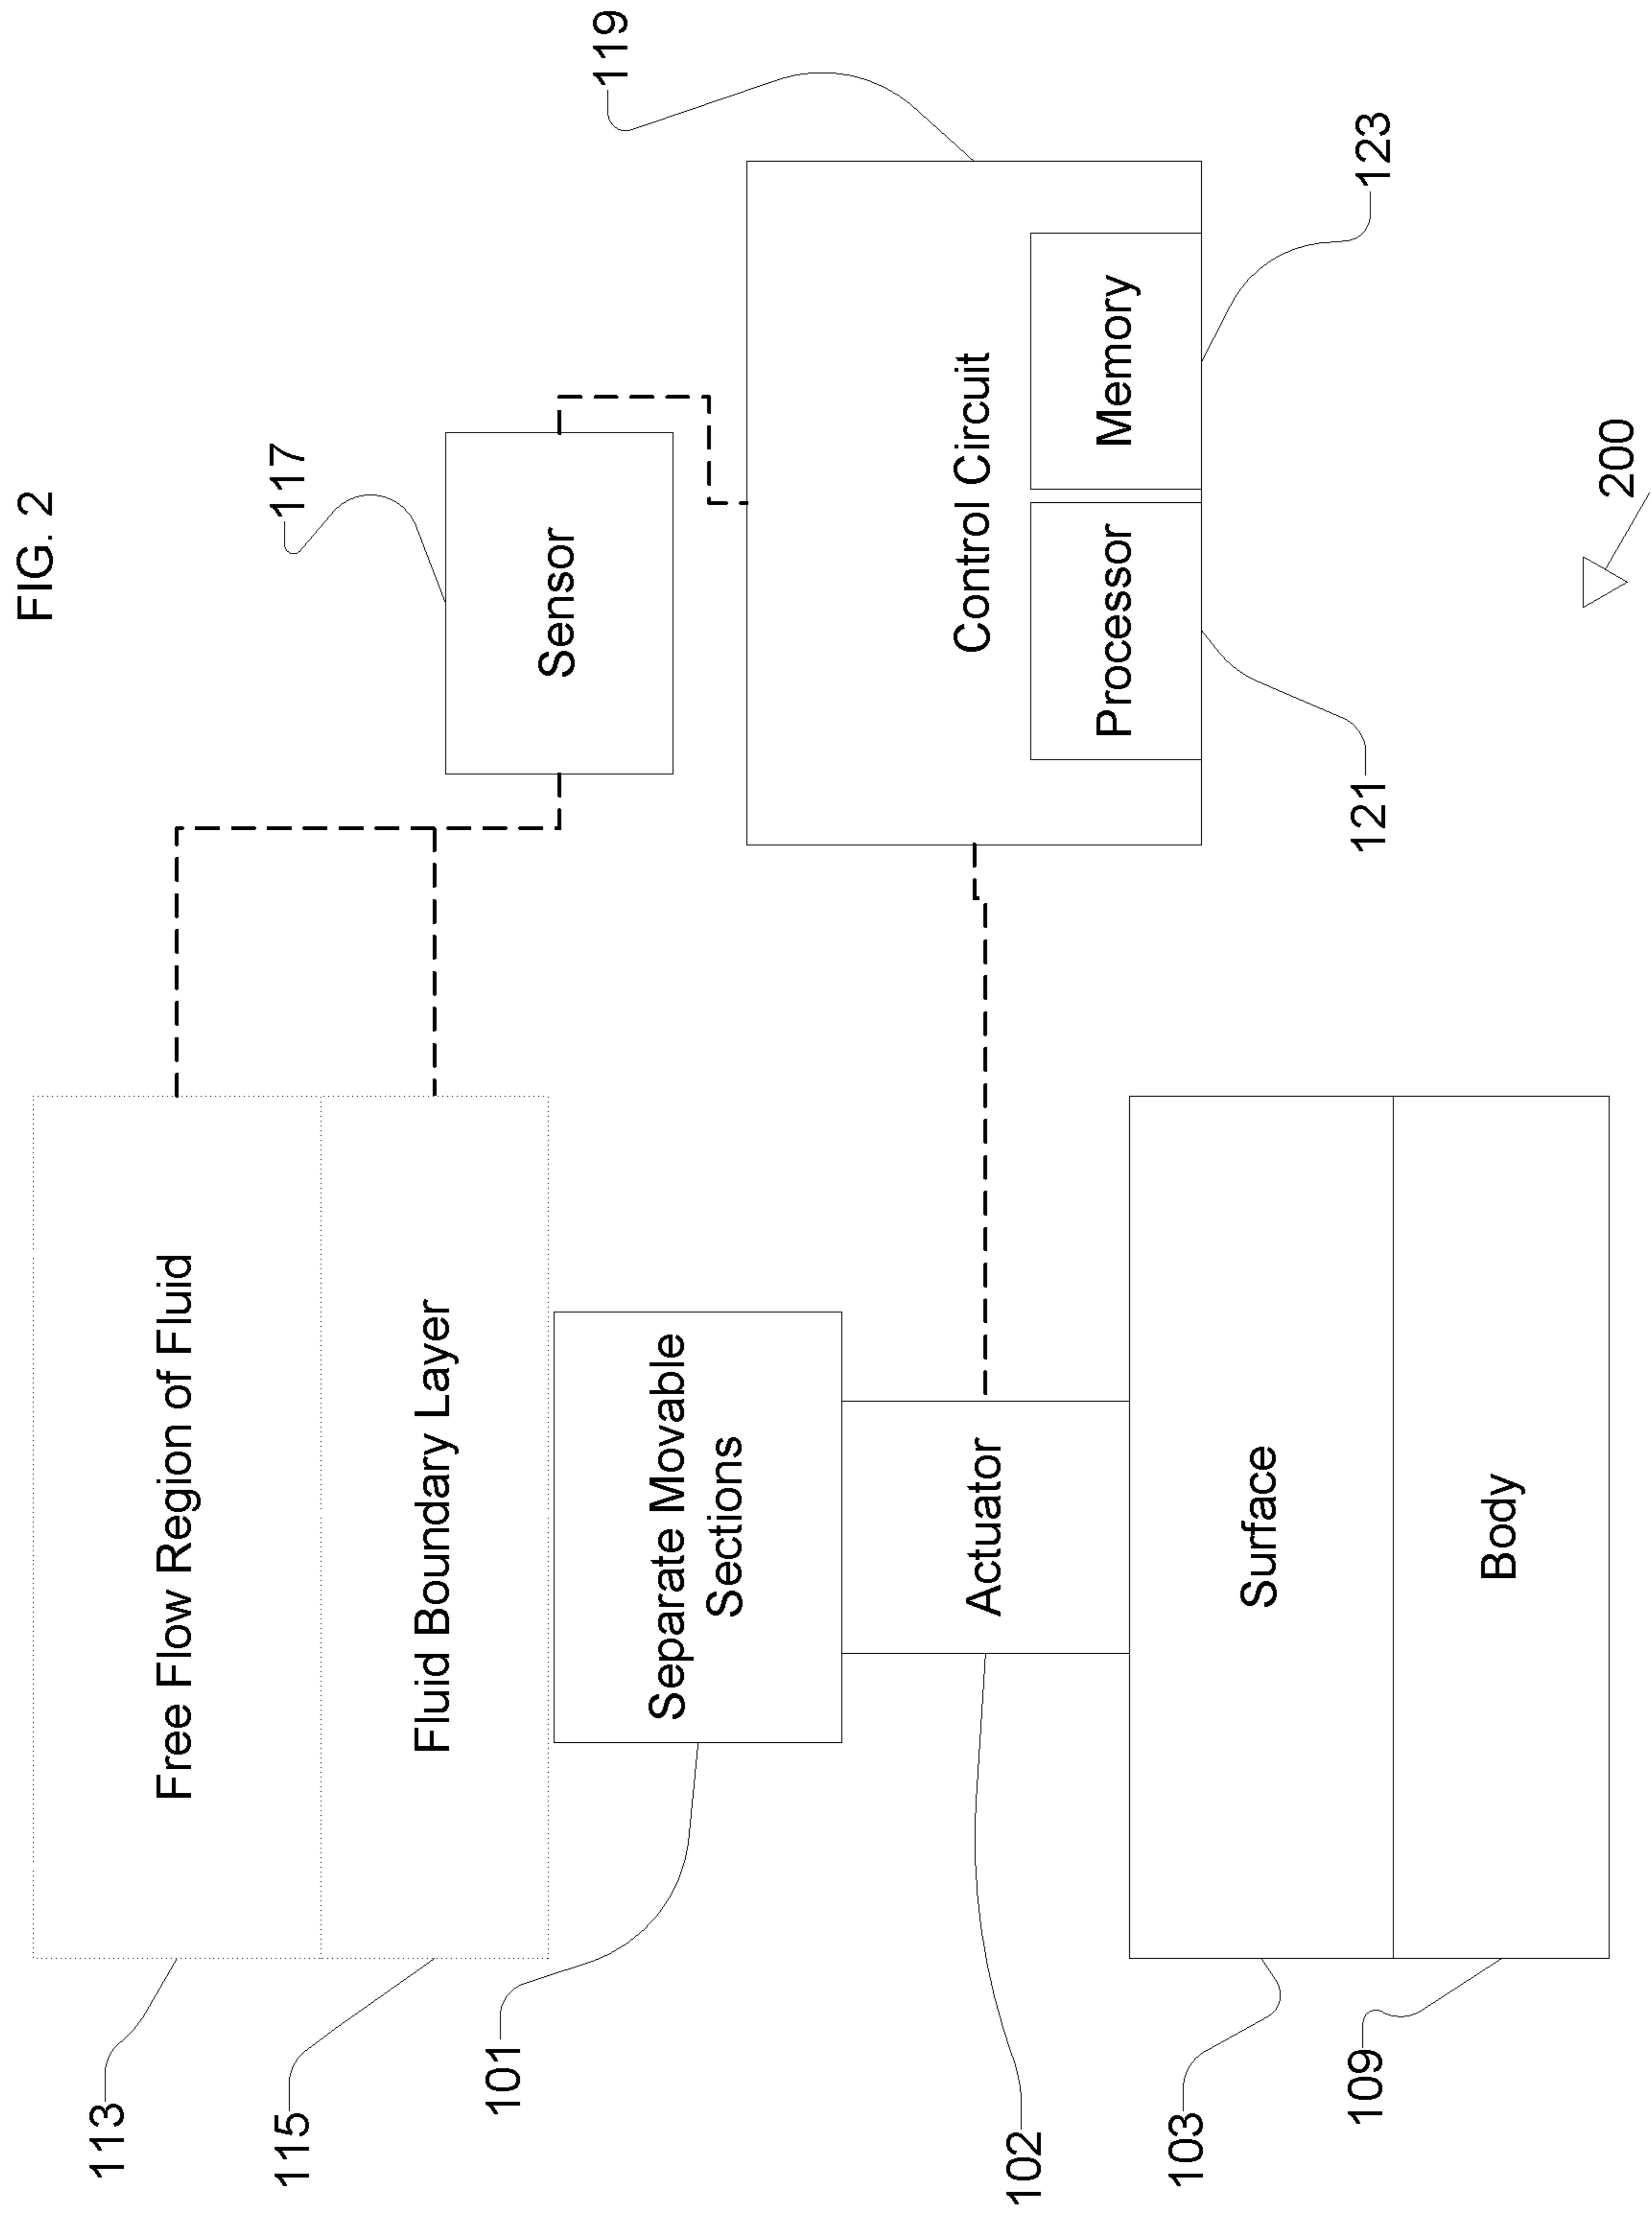 FIG. 2
113
Free Flow Region of Fluid
115
Fluid Boundary Layer
117
Sensor
101
Separate Movable
Sections
119
Control Circuit
102
Actuator
Processor
Memory
121
123
103
Surface
109
Body
200